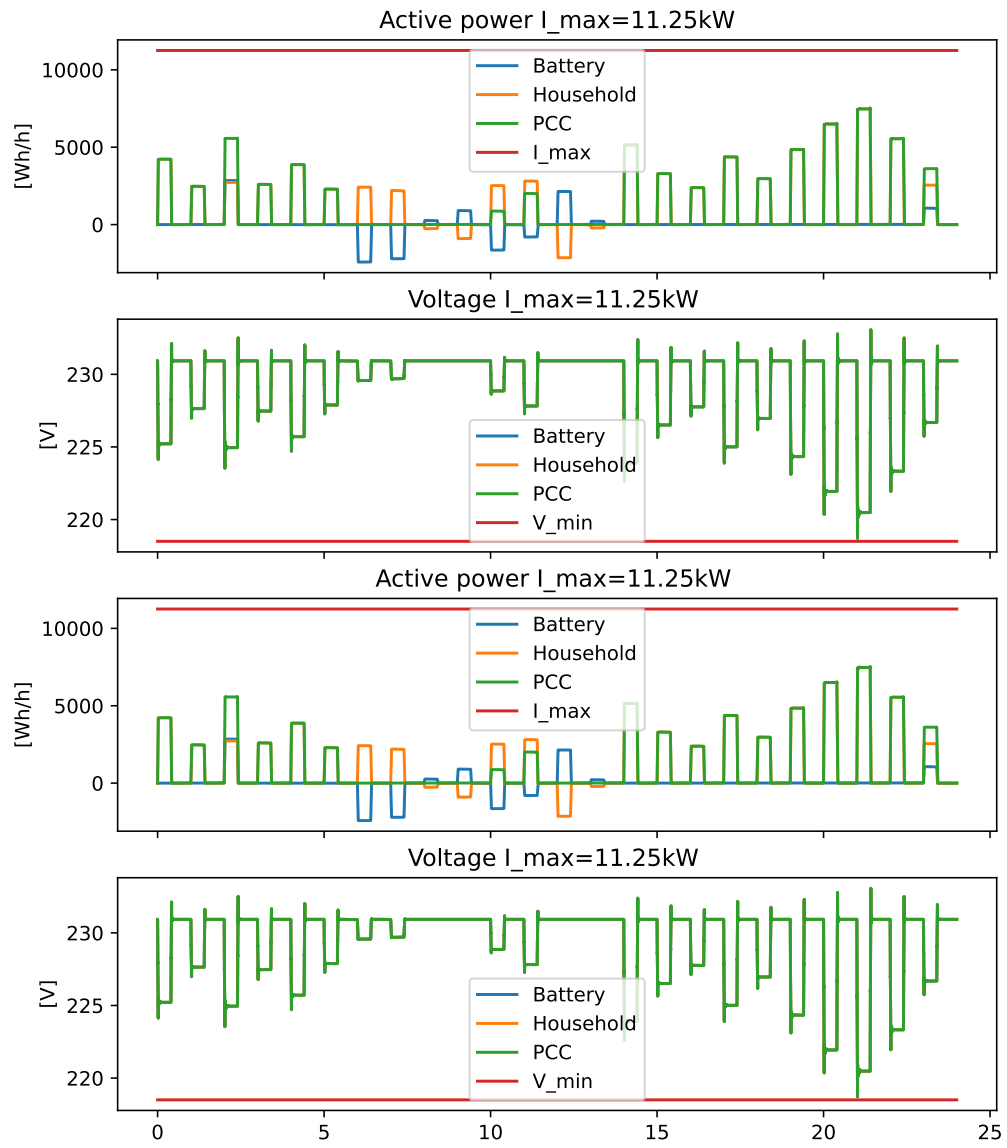 Active power I_max=11.25kW
10000
5000
0
[Wh/h]
Battery
Household
PCC
I_max
Voltage I_max=11.25kW
230
225
220
[V]
Battery
Household
PCC
V_min
Active power I_max=11.25kW
10000
5000
0
[Wh/h]
Battery
Household
PCC
I_max
Voltage I_max=11.25kW
230
225
220
[V]
Battery
Household
PCC
V_min
0 5 10 15 20 25